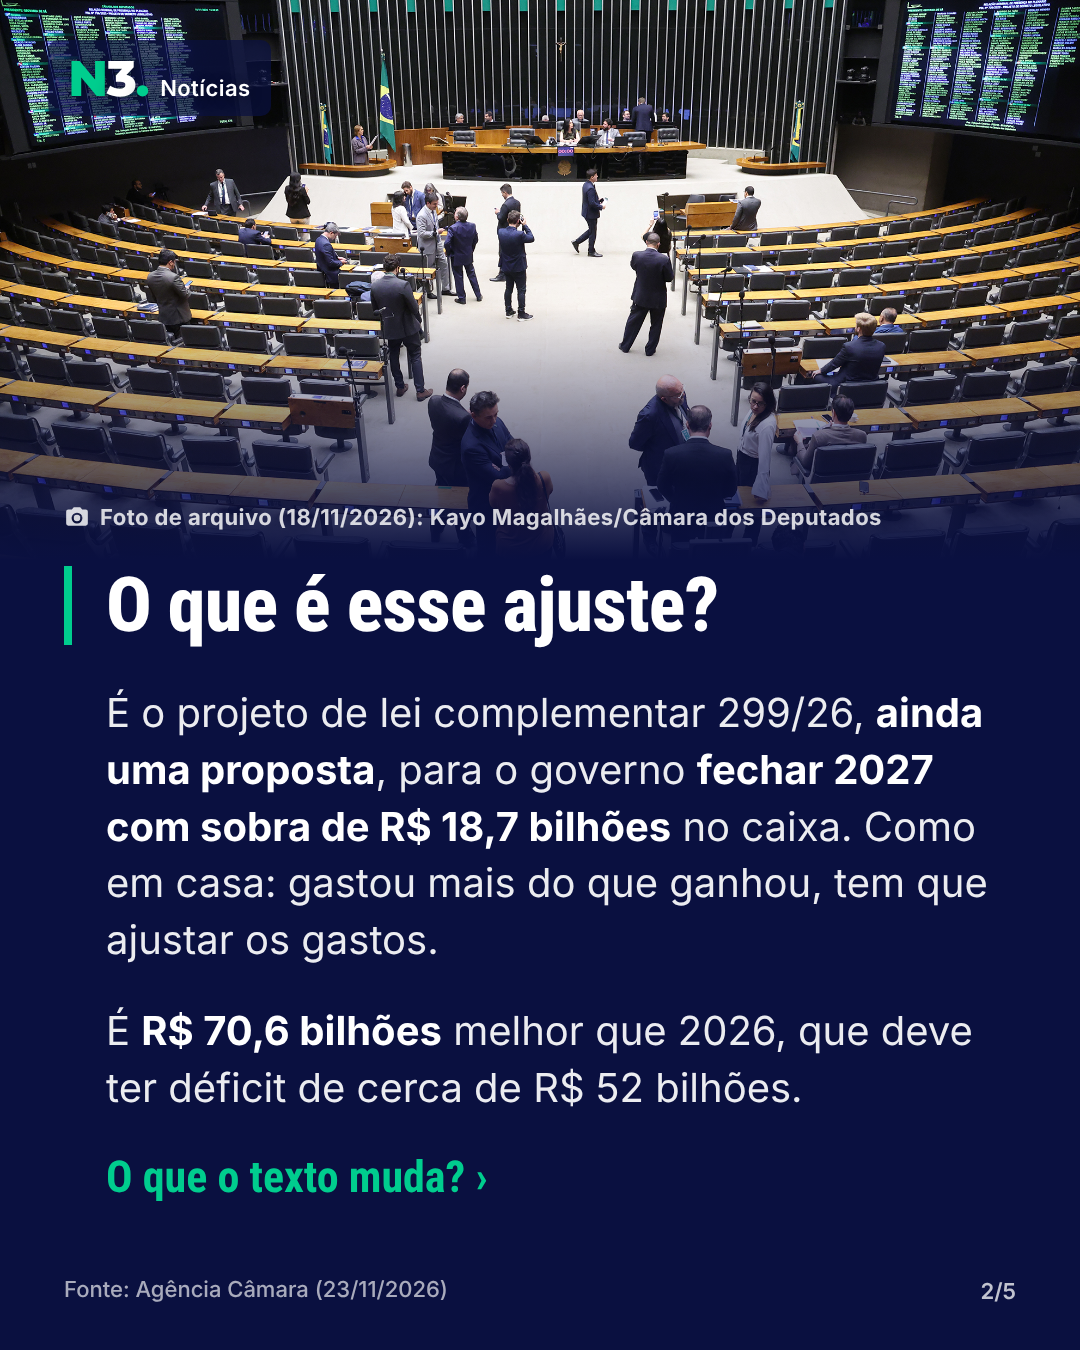 N3. Notícias
Foto de arquivo (18/11/2026): Kayo Magalhães/Câmara dos Deputados
O que é esse ajuste?
É o projeto de lei complementar 299/26, ainda
uma proposta, para o governo fechar 2027
com sobra de R$ 18,7 bilhões no caixa. Como
em casa: gastou mais do que ganhou, tem que
ajustar os gastos.
É R$ 70,6 bilhões melhor que 2026, que deve
ter déficit de cerca de R$ 52 bilhões.
O que o texto muda? ›
Fonte: Agência Câmara (23/11/2026)
2/5